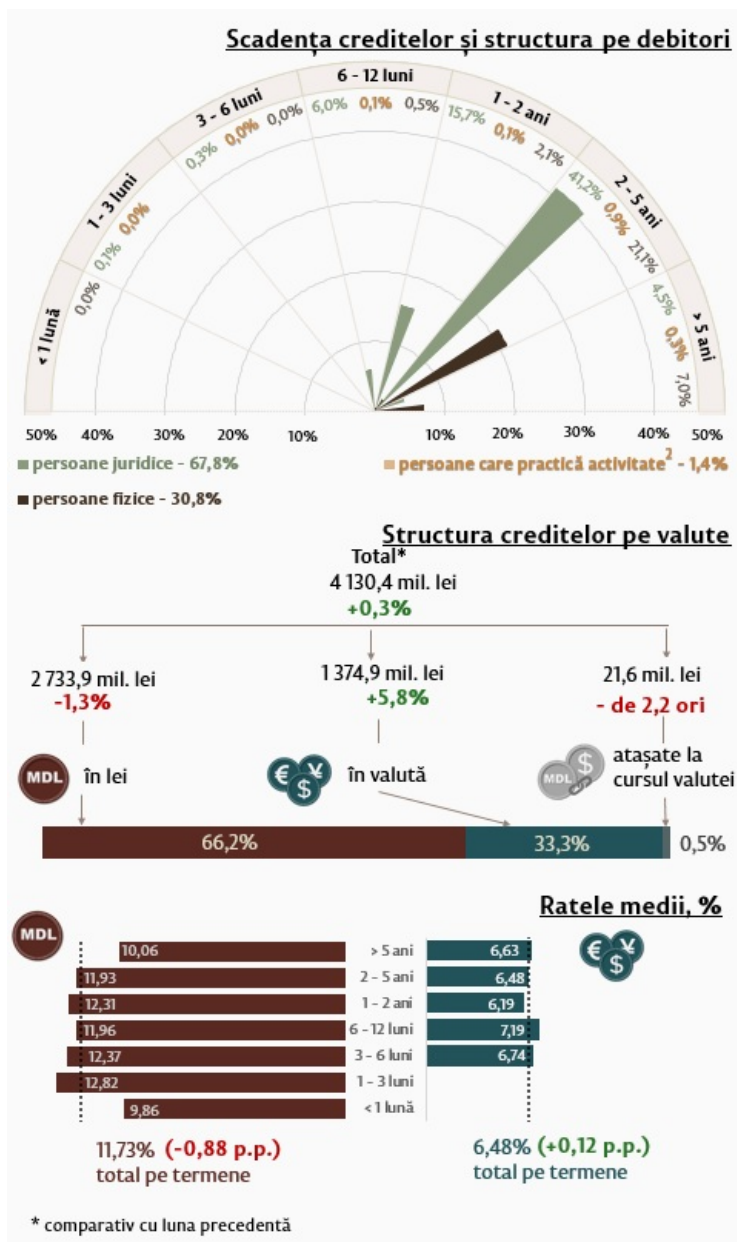 Scadența creditelor și structura pe debitori
< 1 lună
1 - 3 luni
3 - 6 luni
6 - 12 luni
1 - 2 ani
2 - 5 ani
> 5 ani
0,0%
0,1%
0,0%
0,3%
0,0%
0,0%
6,0%
0,1%
0,5%
15,7%
0,1%
2,1%
41,2%
0,9%
21,1%
4,5%
0,3%
7,0%
50% 40% 30% 20% 10% 10% 20% 30% 40% 50%
persoane juridice - 67,8%
persoane care practică activitate2 - 1,4%
persoane fizice - 30,8%
Structura creditelor pe valute
Total*
4 130,4 mil. lei
+0,3%
2 733,9 mil. lei
-1,3%
1 374,9 mil. lei
+5,8%
21,6 mil. lei
- de 2,2 ori
MDL
în lei
€ ¥ $
în valută
MDL $
atașate la
cursul valutei
66,2% 33,3% 0,5%
Ratele medii, %
MDL
€ ¥ $
10,06 > 5 ani 6,63
11,93 2 - 5 ani 6,48
12,31 1 - 2 ani 6,19
11,96 6 - 12 luni 7,19
12,37 3 - 6 luni 6,74
12,82 1 - 3 luni
9,86 < 1 lună
11,73% (-0,88 p.p.)
total pe termene
6,48% (+0,12 p.p.)
total pe termene
* comparativ cu luna precedentă